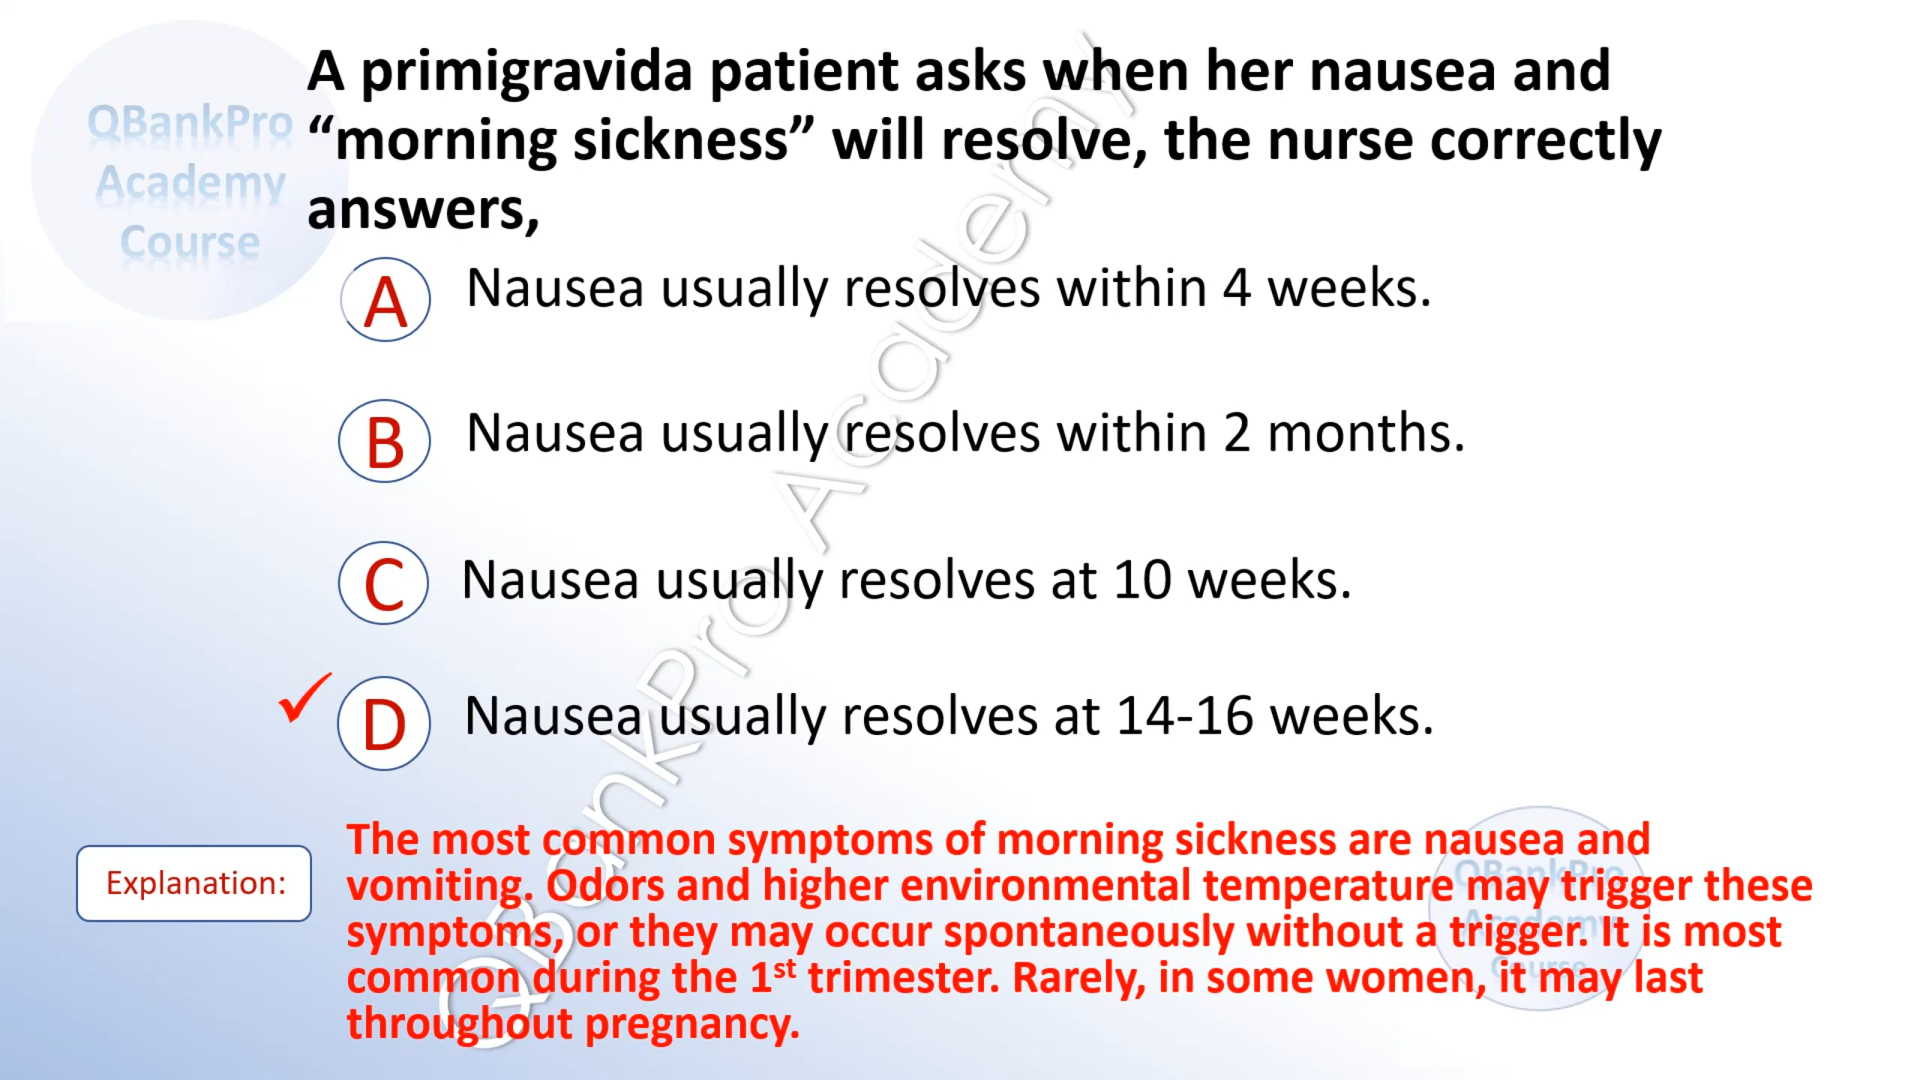 A primigravida patient asks when her nausea and
“morning sickness” will resolve, the nurse correctly
answers,
QBankPro
Academy
Course
A Nausea usually resolves within 4 weeks.
B Nausea usually resolves within 2 months.
C Nausea usually resolves at 10 weeks.
D Nausea usually resolves at 14-16 weeks.
QBankPro Academy
Explanation:
The most common symptoms of morning sickness are nausea and
vomiting. Odors and higher environmental temperature may trigger these
symptoms, or they may occur spontaneously without a trigger. It is most
common during the 1st trimester. Rarely, in some women, it may last
throughout pregnancy.
QBankPro
Academy
Course